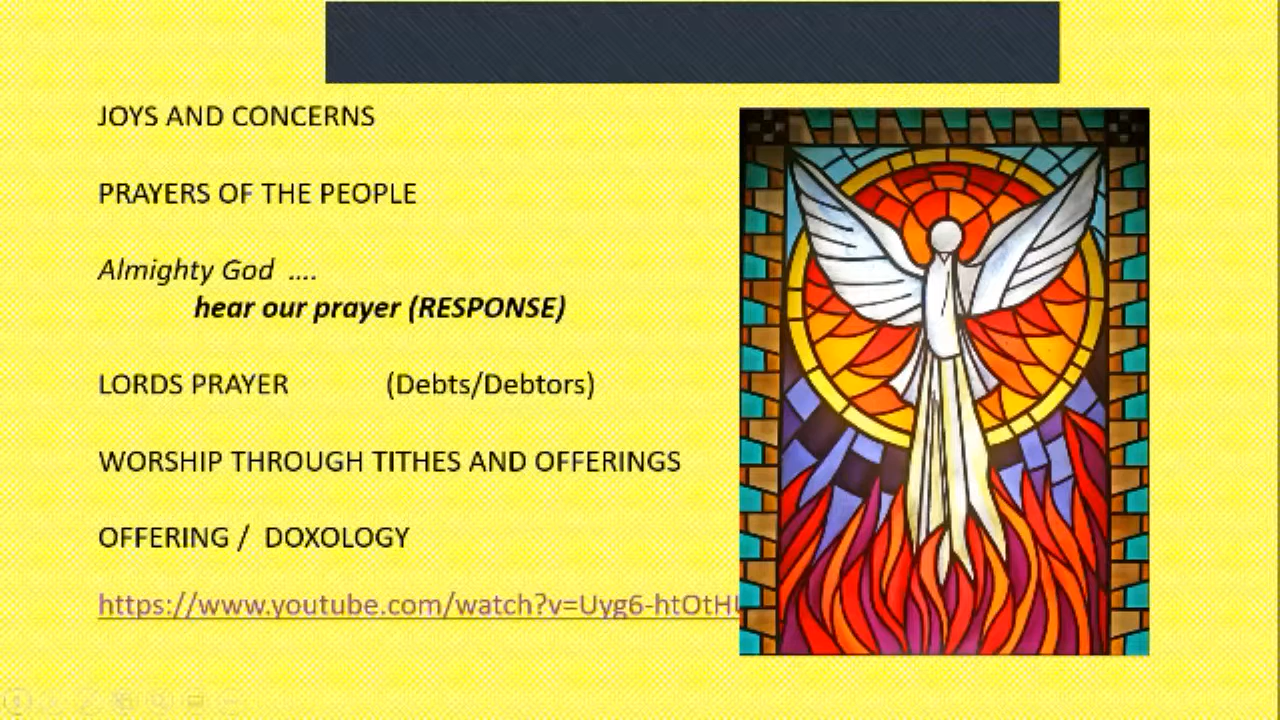 JOYS AND CONCERNS
PRAYERS OF THE PEOPLE
Almighty God ....
hear our prayer (RESPONSE)
LORDS PRAYER (Debts/Debtors)
WORSHIP THROUGH TITHES AND OFFERINGS
OFFERING / DOXOLOGY
https://www.youtube.com/watch?v=Uyg6-htOtH